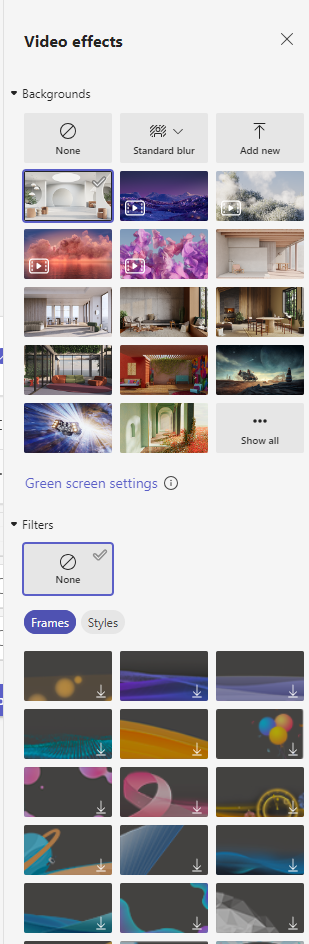 Video effects
Backgrounds
None
Standard blur
Add new
Show all
Green screen settings
Filters
None
Frames
Styles